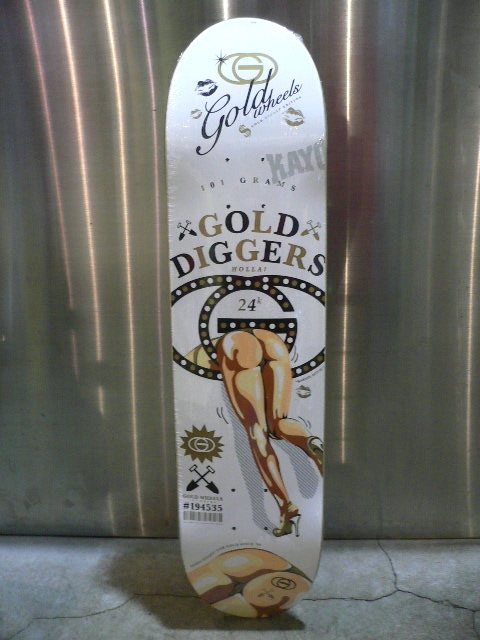 Gold
wheels
KAYO
101 GRAMS
GOLD
DIGGERS
HOLLA!
24K
GOLD WHEELS
#194535